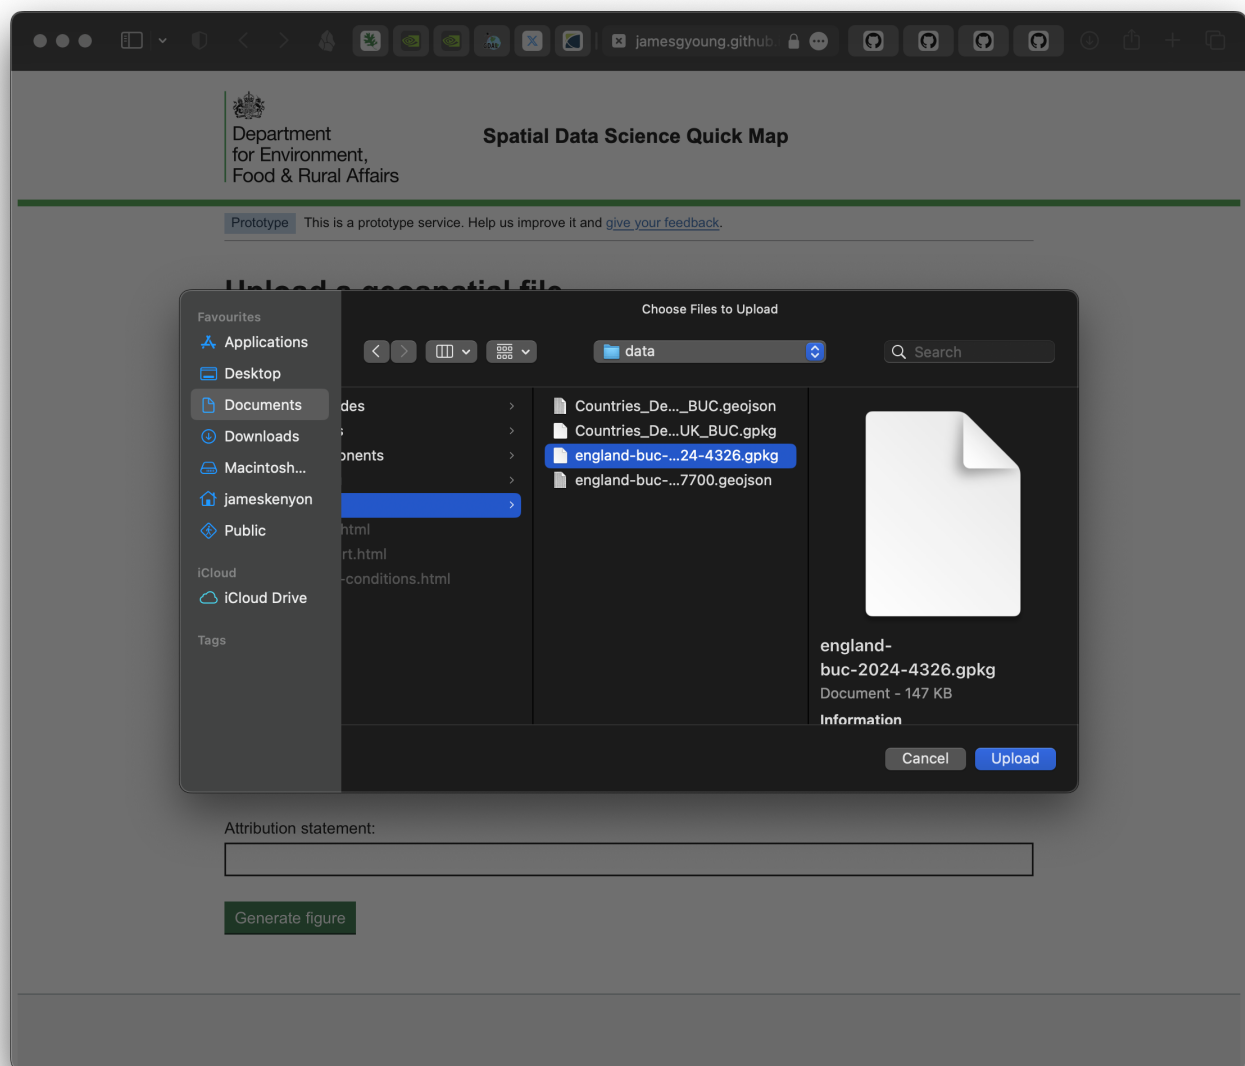 jamesgyoung.github.
Department
for Environment,
Food & Rural Affairs
Spatial Data Science Quick Map
Prototype This is a prototype service. Help us improve it and give your feedback.
Upload a geospatial file
Choose Files to Upload
Favourites
Applications
Desktop
Documents
Downloads
Macintosh...
jameskenyon
Public
iCloud
iCloud Drive
Tags
data
Search
des
s
onents
html
rt.html
-conditions.html
Countries_De..._BUC.geojson
Countries_De...UK_BUC.gpkg
england-buc-...24-4326.gpkg
england-buc-...7700.geojson
england-
buc-2024-4326.gpkg
Document - 147 KB
Information
Cancel
Upload
Attribution statement:
Generate figure